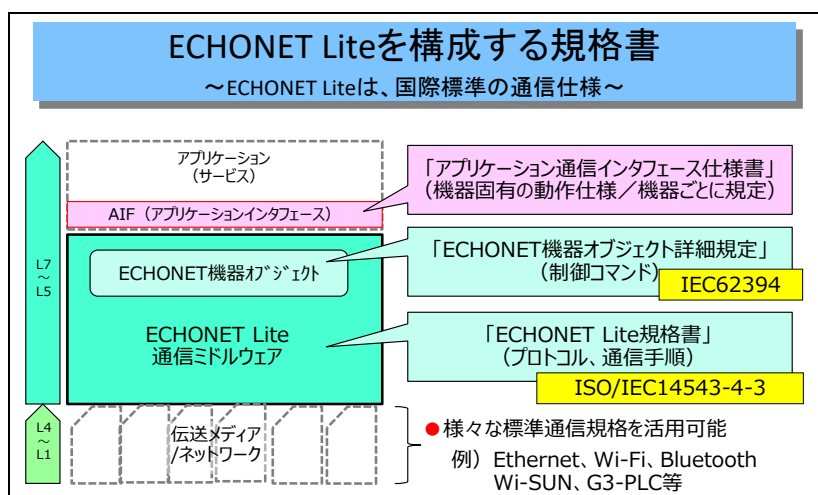 ECHONET Liteを構成する規格書
～ECHONET Liteは、国際標準の通信仕様～
アプリケーション
（サービス）
AIF（アプリケーションインタフェース）
「アプリケーション通信インタフェース仕様書」
（機器固有の動作仕様／機器ごとに規定）
L7
～
L5
ECHONET機器ｵﾌﾞｼﾞｪｸﾄ
「ECHONET機器オブジェクト詳細規定」
（制御コマンド）
IEC62394
ECHONET Lite
通信ミドルウェア
「ECHONET Lite規格書」
（プロトコル、通信手順）
ISO/IEC14543-4-3
L4
～
L1
伝送メディア
/ネットワーク
●様々な標準通信規格を活用可能
例）Ethernet、Wi-Fi、Bluetooth
Wi-SUN、G3-PLC等